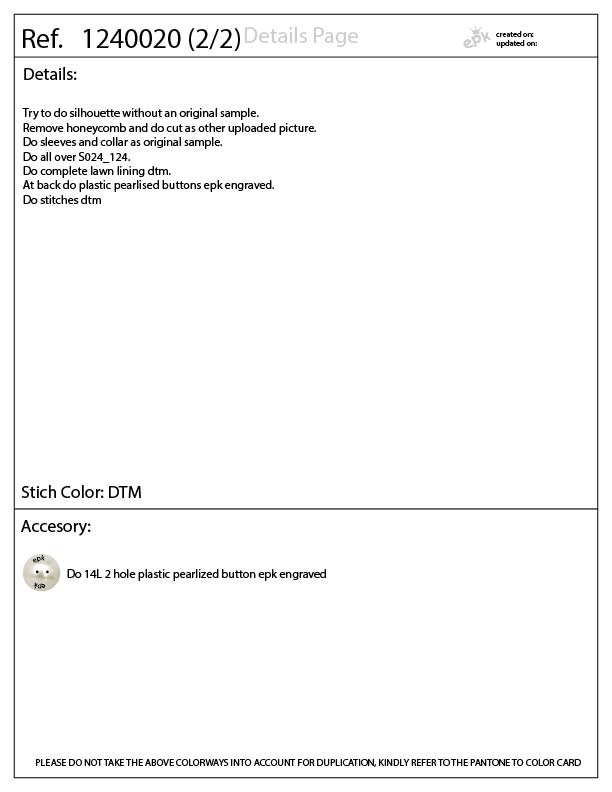 Ref. 1240020 (2/2) Details Page
epk
created on:
updated on:
Details:
Try to do silhouette without an original sample.
Remove honeycomb and do cut as other uploaded picture.
Do sleeves and collar as original sample.
Do all over S024_124.
Do complete lawn lining dtm.
At back do plastic pearlised buttons epk engraved.
Do stitches dtm
Stich Color: DTM
Accesory:
epk
Do 14L 2 hole plastic pearlized button epk engraved
epk
PLEASE DO NOT TAKE THE ABOVE COLORWAYS INTO ACCOUNT FOR DUPLICATION, KINDLY REFER TO THE PANTONE TO COLOR CARD